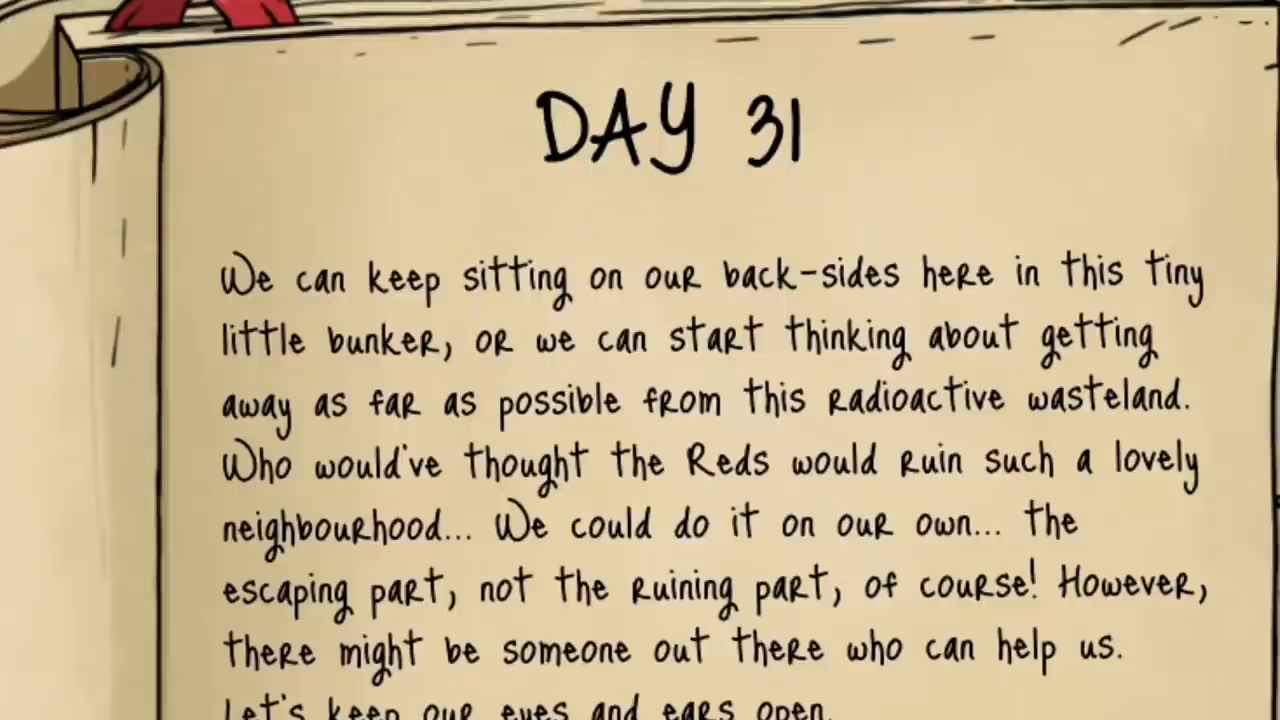 DAY 31
We can keep sitting on our back-sides here in this tiny
little bunker, or we can start thinking about getting
away as far as possible from this radioactive wasteland.
Who would've thought the Reds would ruin such a lovely
neighbourhood... We could do it on our own... the
escaping part, not the ruining part, of course! However,
there might be someone out there who can help us.
Let's keep our eyes and ears open.